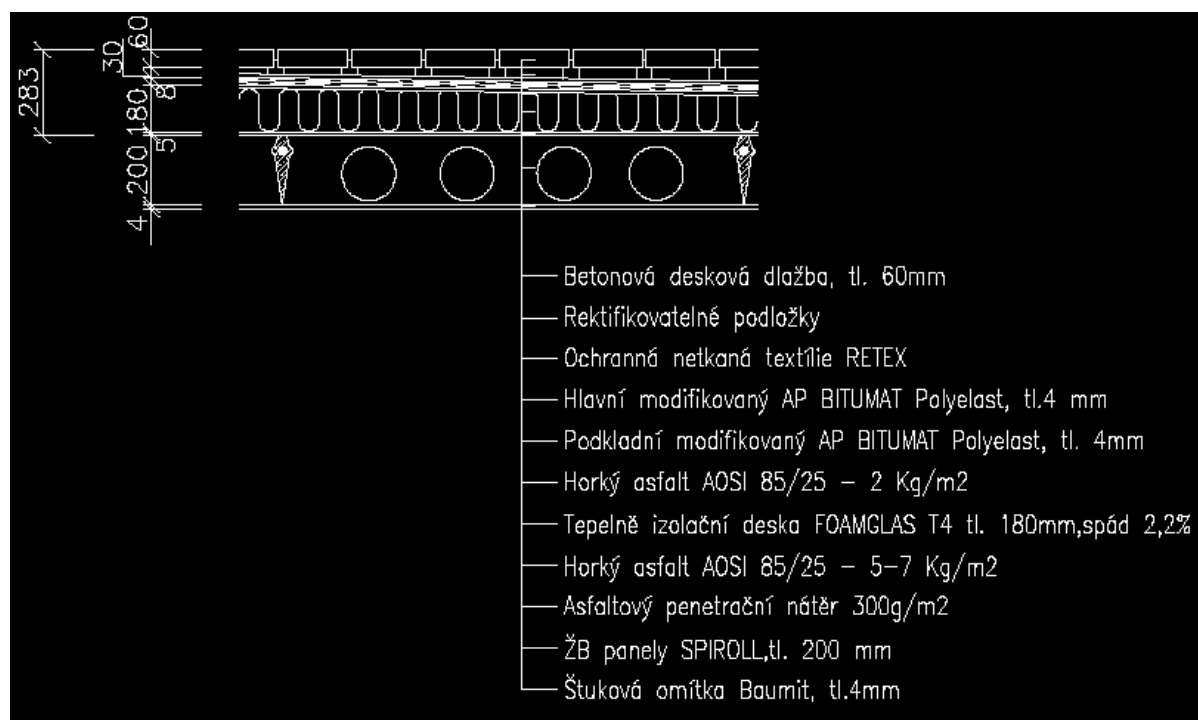 60
30
283
8
180
5
200
4
Betonová desková dlažba, tl. 60mm
Rektifikovatelné podložky
Ochranná netkaná textílie RETEX
Hlavní modifikovaný AP BITUMAT Polyelast, tl.4 mm
Podkladní modifikovaný AP BITUMAT Polyelast, tl. 4mm
Horký asfalt AOSI 85/25 – 2 Kg/m2
Tepelně izolační deska FOAMGLAS T4 tl. 180mm,spád 2,2%
Horký asfalt AOSI 85/25 – 5–7 Kg/m2
Asfaltový penetrační nátěr 300g/m2
ŽB panely SPIROLL,tl. 200 mm
Štuková omítka Baumit, tl.4mm